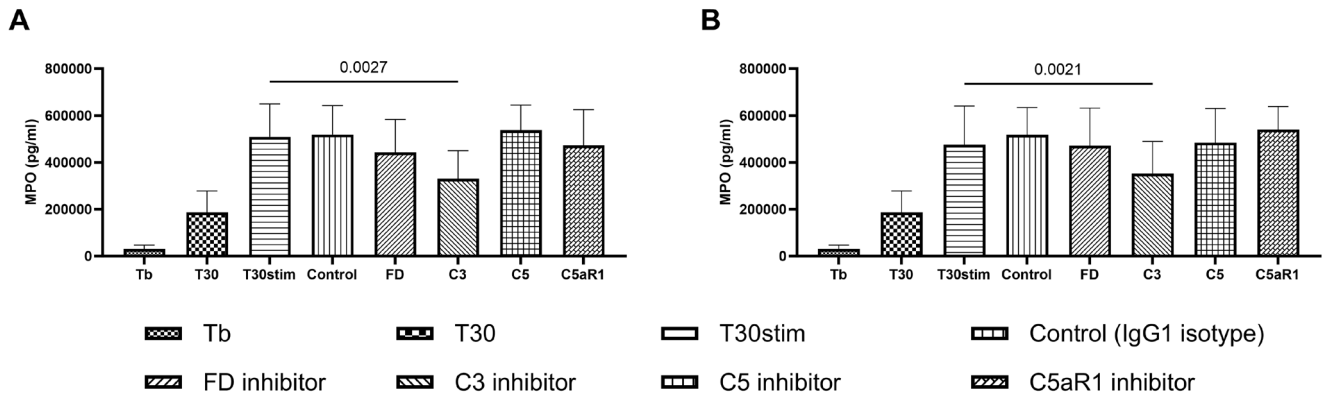 A
B
0.0027
0.0021
MPO (pg/ml)
800000
600000
400000
200000
0
Tb T30 T30stim Control FD C3 C5 C5aR1
MPO (pg/ml)
800000
600000
400000
200000
0
Tb T30 T30stim Control FD C3 C5 C5aR1
Tb T30 T30stim Control (IgG1 isotype)
FD inhibitor C3 inhibitor C5 inhibitor C5aR1 inhibitor